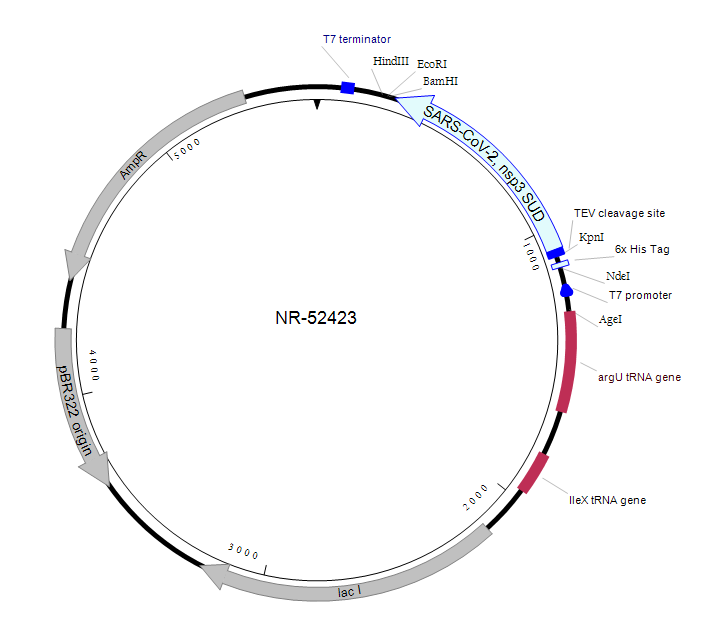 T7 terminator
HindIII
EcoRI
BamHI
SARS-CoV-2, nsp3 SUD
TEV cleavage site
KpnI
6x His Tag
NdeI
T7 promoter
AgeI
argU tRNA gene
IleX tRNA gene
lac I
pBR322 origin
AmpR
NR-52423
1000
2000
3000
4000
5000